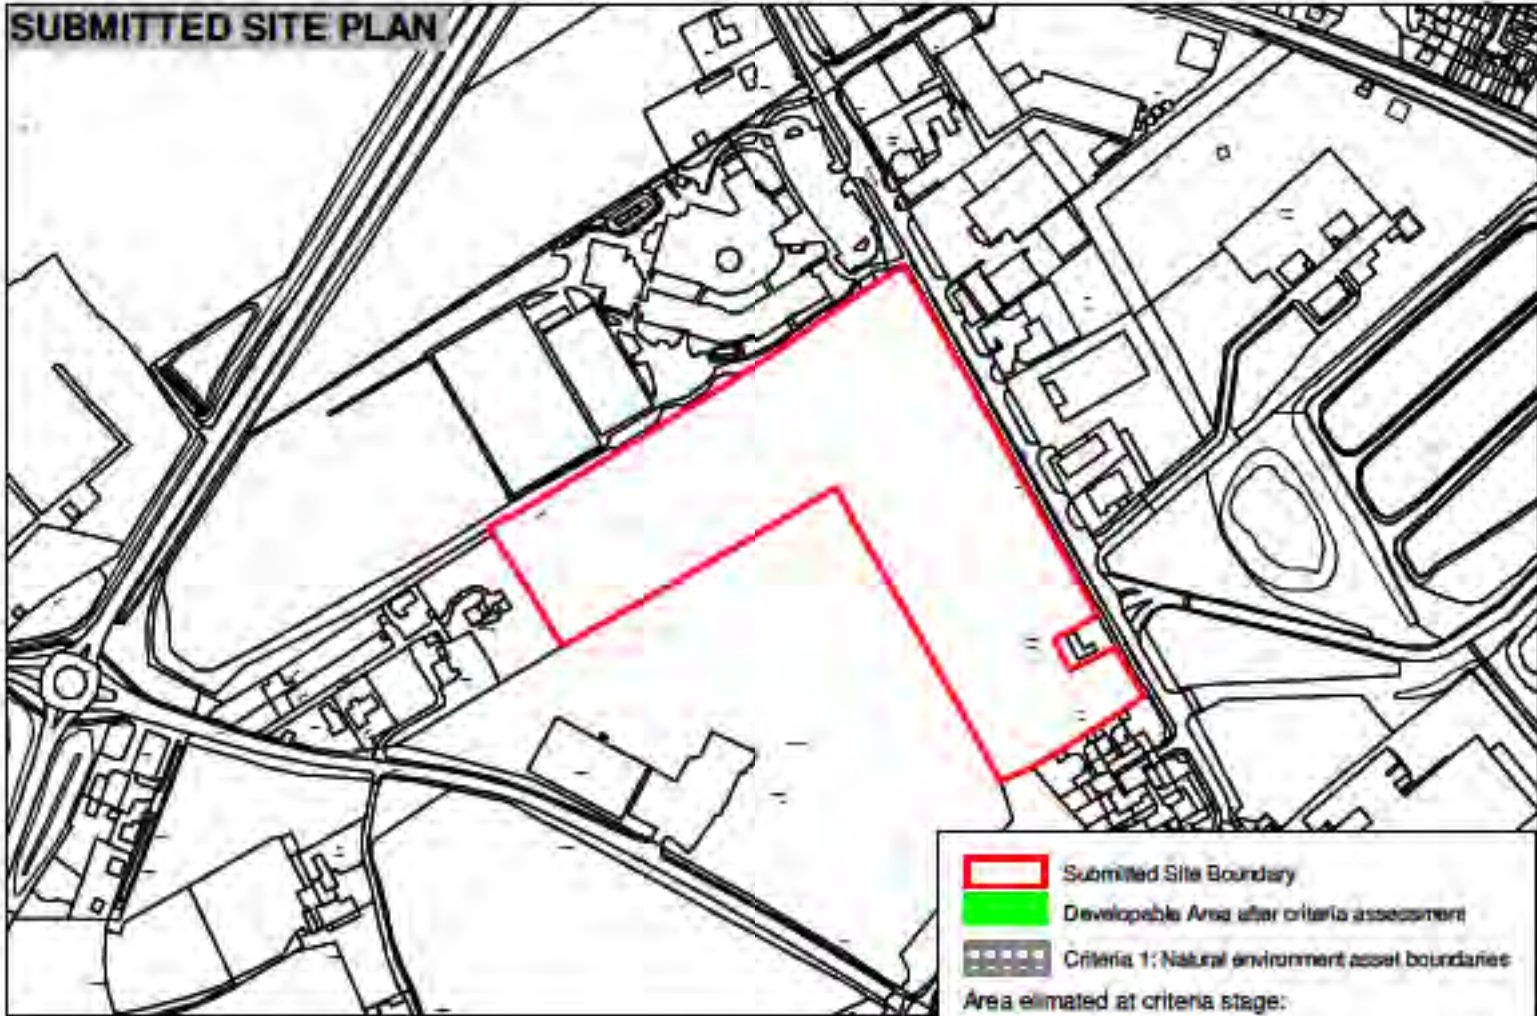 SUBMITTED SITE PLAN
Submitted Site Boundary
Developable Area after criteria assessment
Criteria 1: Natural environment asset boundaries
Area elimated at criteria stage: